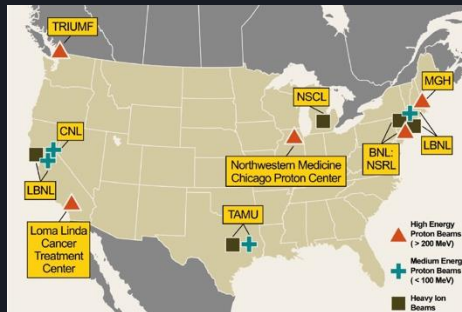 TRIUMF
MGH
NSCL
CNL
LBNL
BNL:
NSRL
LBNL
Northwestern Medicine
Chicago Proton Center
TAMU
Loma Linda
Cancer
Treatment
Center
High Energy
Proton Beams
( > 200 MeV)
Medium Energy
Proton Beams
( < 100 MeV)
Heavy Ion
Beams